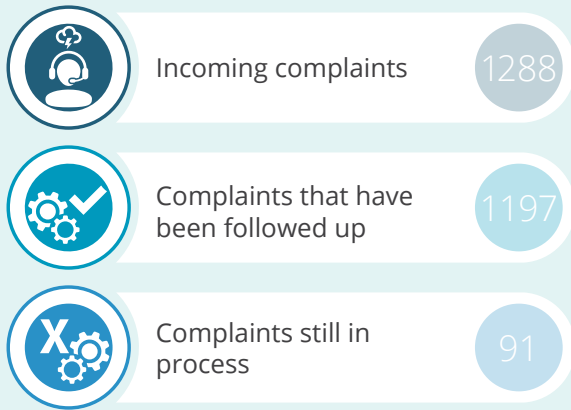 Incoming complaints
1288
Complaints that have
been followed up
1197
X
Complaints still in
process
91